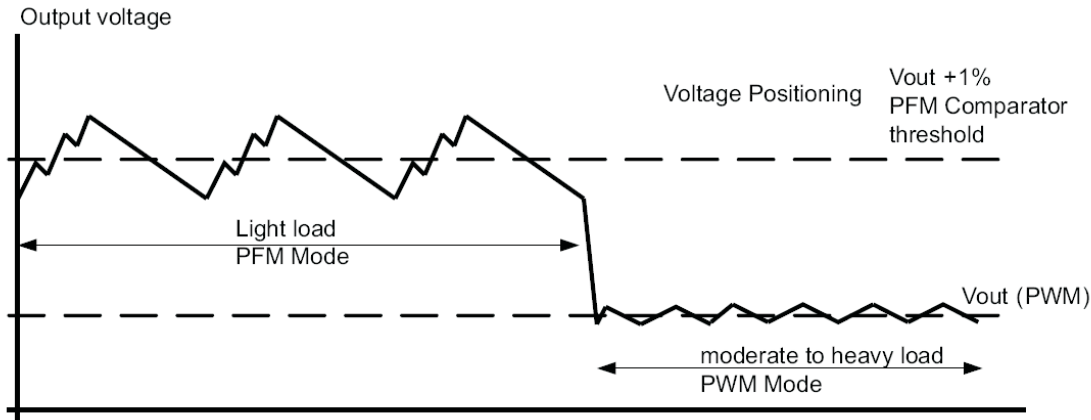 Output voltage
Voltage Positioning
Vout +1%
PFM Comparator
threshold
Light load
PFM Mode
Vout (PWM)
moderate to heavy load
PWM Mode